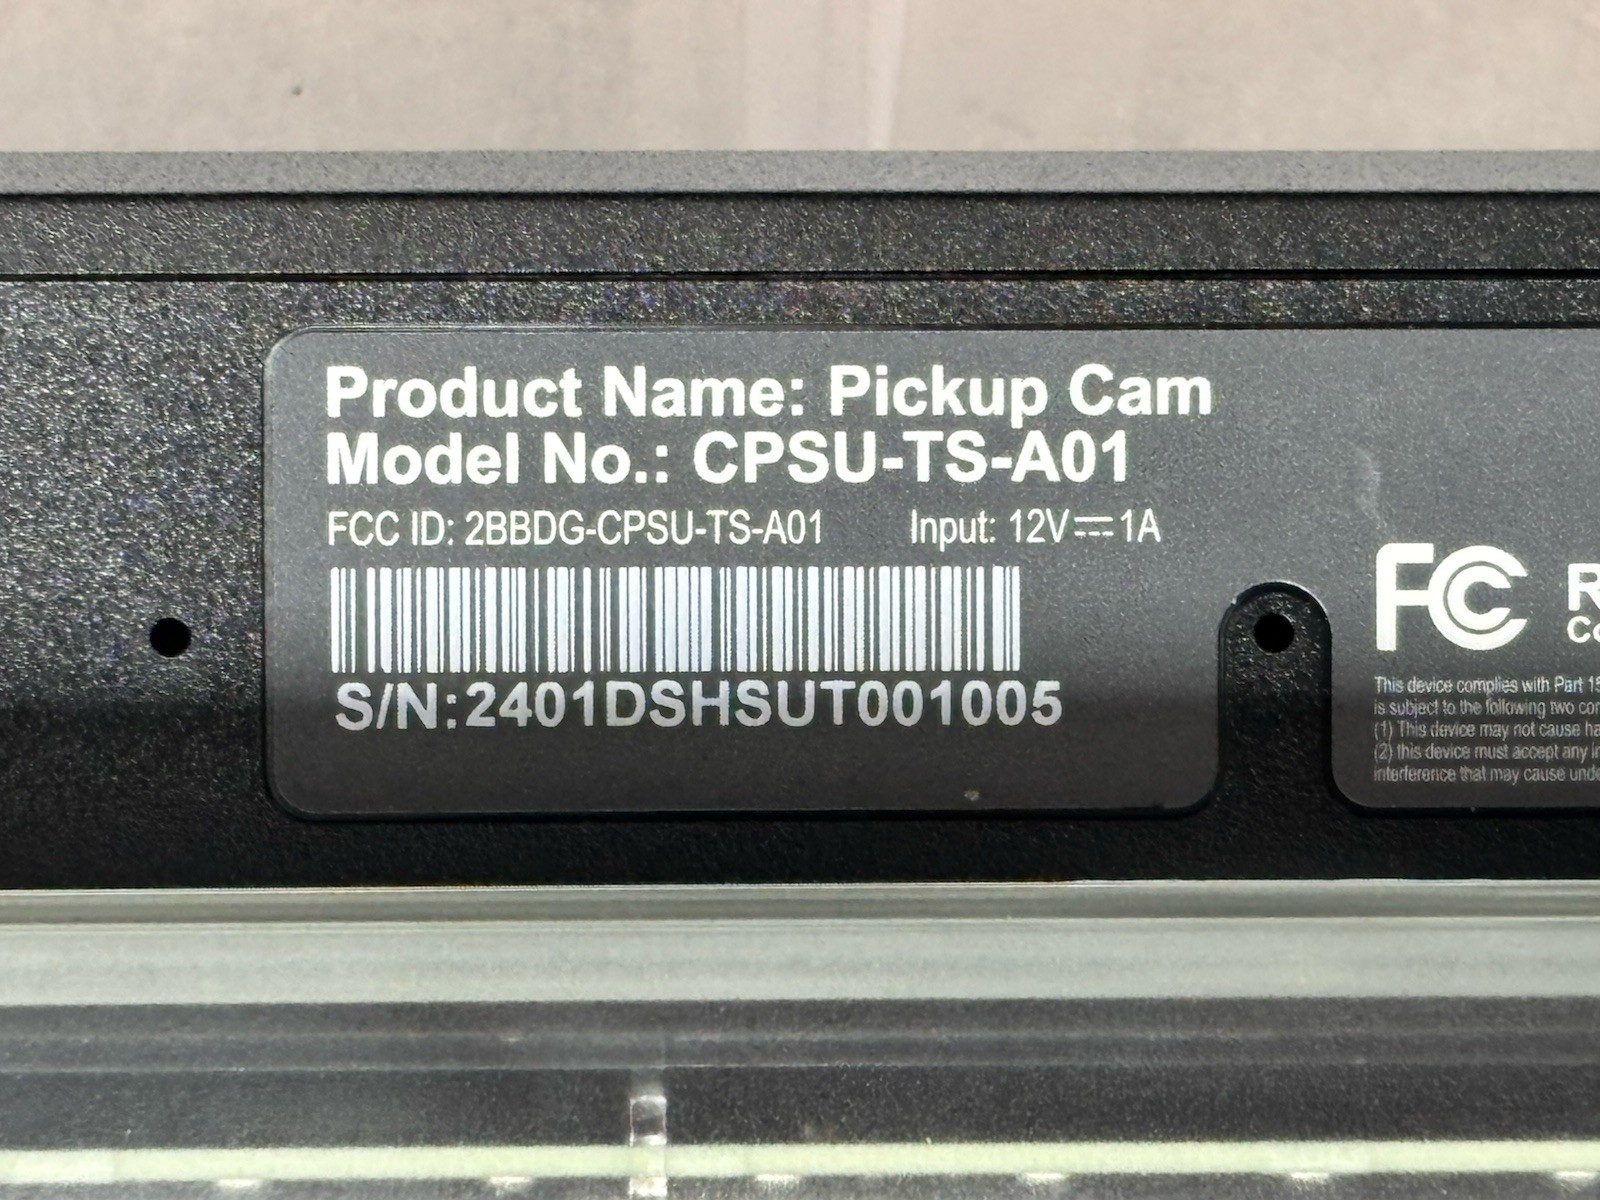 Product Name: Pickup Cam
Model No.: CPSU-TS-A01
FCC ID: 2BBDG-CPSU-TS-A01 Input: 12V⎓1A
S/N:2401DSHSUT001005
FC
This device complies with Part 15
is subject to the following two
(1) This device may not cause
(2) this device must accept any
interference that may cause